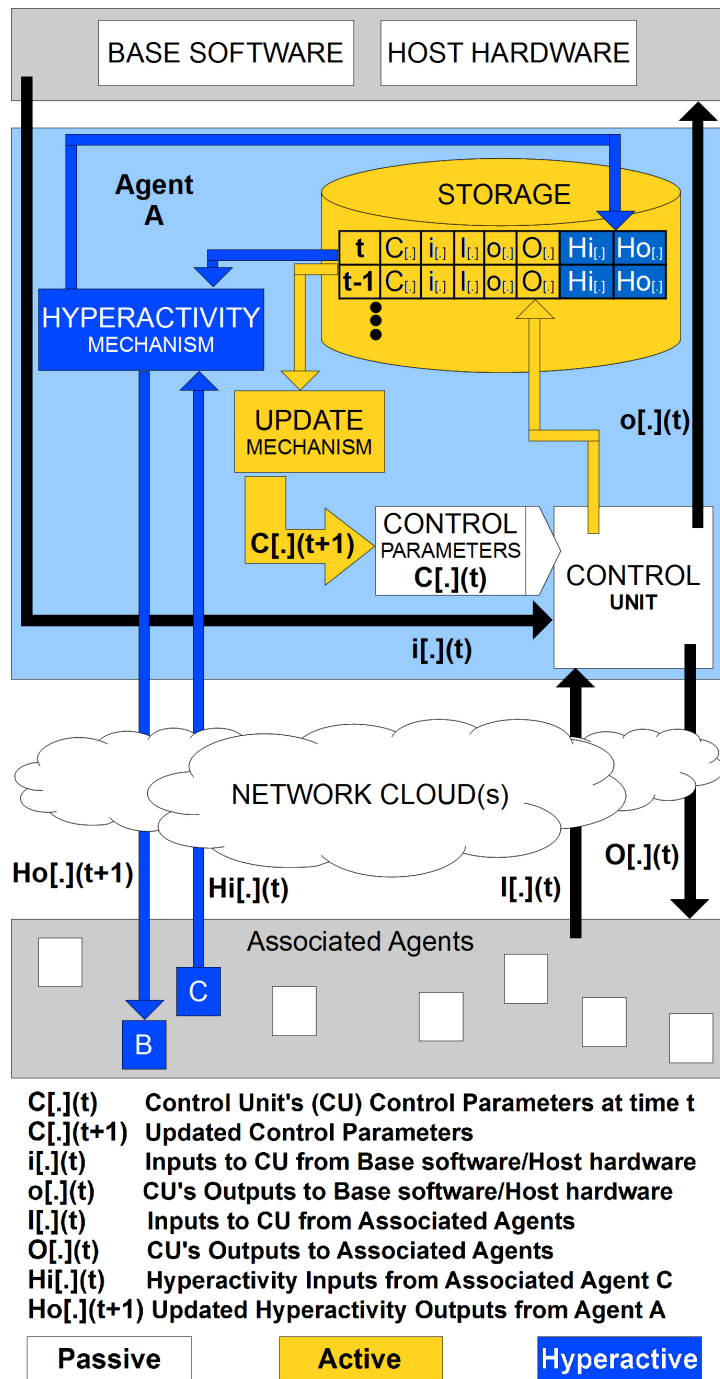 BASE SOFTWARE
HOST HARDWARE
Agent
A
STORAGE
t C[.] i[.] I[.] o[.] O[.] Hi[.] Ho[.]
t-1 C[.] i[.] I[.] o[.] O[.] Hi[.] Ho[.]
HYPERACTIVITY
MECHANISM
UPDATE
MECHANISM
o[.](t)
C[.](t+1)
CONTROL
PARAMETERS
C[.](t)
CONTROL
UNIT
i[.](t)
NETWORK CLOUD(s)
Ho[.](t+1)
Hi[.](t)
I[.](t)
O[.](t)
Associated Agents
C
B
C[.](t) Control Unit's (CU) Control Parameters at time t
C[.](t+1) Updated Control Parameters
i[.](t) Inputs to CU from Base software/Host hardware
o[.](t) CU's Outputs to Base software/Host hardware
I[.](t) Inputs to CU from Associated Agents
O[.](t) CU's Outputs to Associated Agents
Hi[.](t) Hyperactivity Inputs from Associated Agent C
Ho[.](t+1) Updated Hyperactivity Outputs from Agent A
Passive
Active
Hyperactive